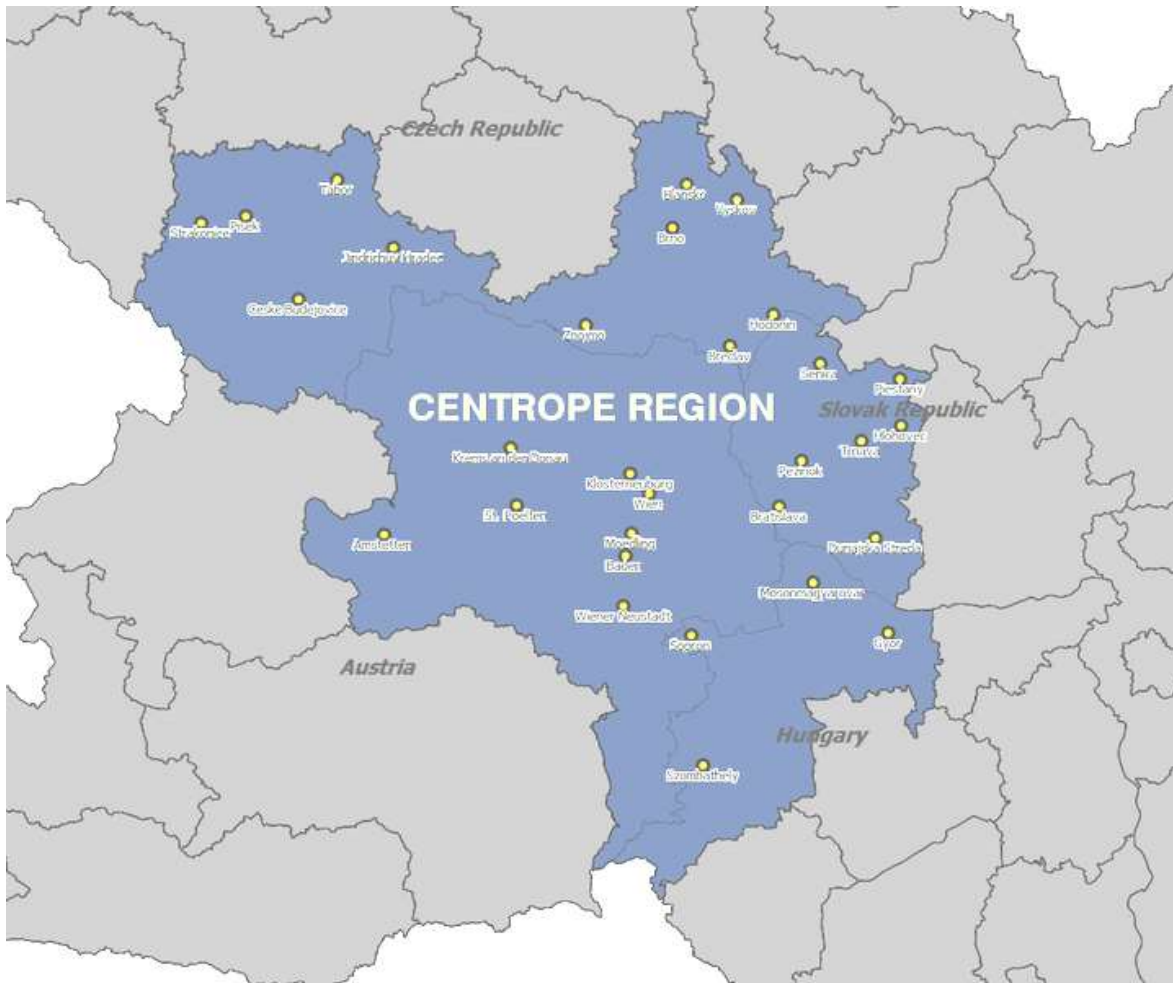 Czech Republic
Tabor
Blansko
Vyskov
Strakonice
Pisek
Brno
Jindrichuv Hradec
Ceske Budejovice
Znojmo
Hodonin
Breclav
Senica
Piestany
CENTROPE REGION
Slovak Republic
Hlohovec
Trnava
Krems an der Donau
Pezinok
Klosterneuburg
Wien
St. Poelten
Bratislava
Amstetten
Moedling
Dunajska Streda
Baden
Mosonmagyarovar
Wiener Neustadt
Sopron
Gyor
Austria
Hungary
Szombathely